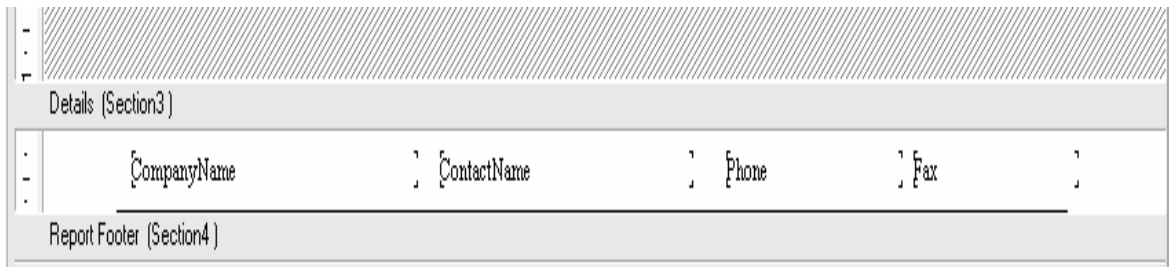 Details (Section3)
CompanyName ContactName Phone Fax
Report Footer (Section4)